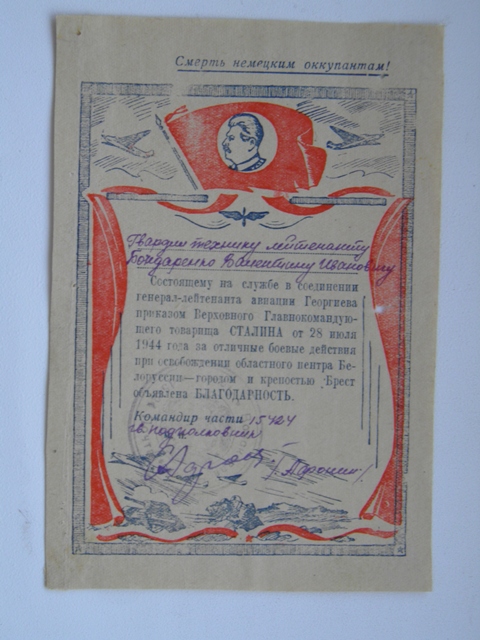 Смерть немецким оккупантам!
Гвардии технику лейтенанту
Бондаренко Валентину Ивановичу
Состоящему на службе в соединении
генерал-лейтенанта авиации Георгиева
приказом Верховного Главнокомандую-
щего товарища СТАЛИНА от 28 июля
1944 года за отличные боевые действия
при освобождении областного центра Бе-
лоруссии—городом и крепостью Брест
объявлена БЛАГОДАРНОСТЬ.
Командир части 15424
гв. подполковник